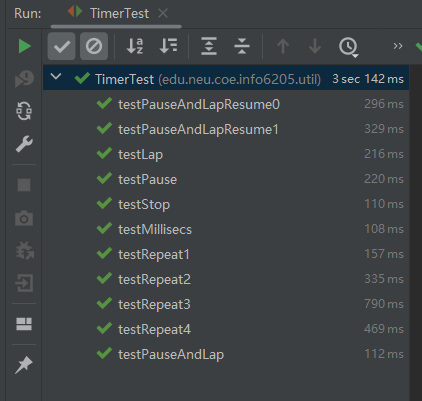 Run: TimerTest
TimerTest (edu.neu.coe.info6205.util) 3 sec 142 ms
testPauseAndLapResume0 296 ms
testPauseAndLapResume1 329 ms
testLap 216 ms
testPause 220 ms
testStop 110 ms
testMillisecs 108 ms
testRepeat1 157 ms
testRepeat2 335 ms
testRepeat3 790 ms
testRepeat4 469 ms
testPauseAndLap 112 ms